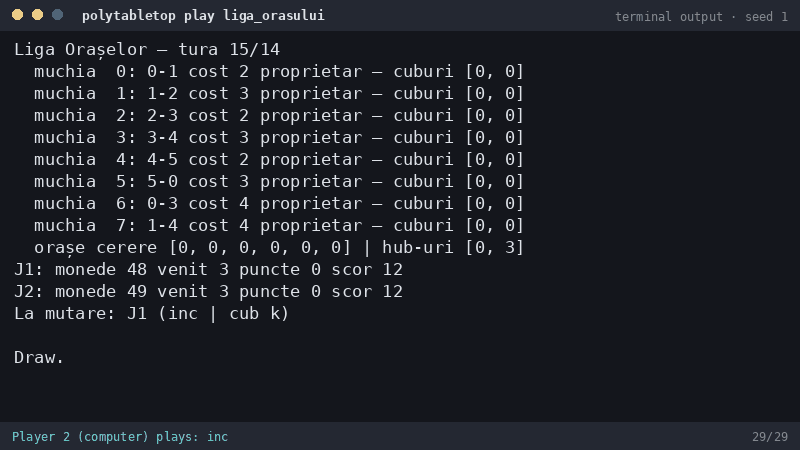 polytabletop play liga_orasului
terminal output · seed 1
Liga Orașelor — tura 15/14
muchia 0: 0-1 cost 2 proprietar — cuburi [0, 0]
muchia 1: 1-2 cost 3 proprietar — cuburi [0, 0]
muchia 2: 2-3 cost 2 proprietar — cuburi [0, 0]
muchia 3: 3-4 cost 3 proprietar — cuburi [0, 0]
muchia 4: 4-5 cost 2 proprietar — cuburi [0, 0]
muchia 5: 5-0 cost 3 proprietar — cuburi [0, 0]
muchia 6: 0-3 cost 4 proprietar — cuburi [0, 0]
muchia 7: 1-4 cost 4 proprietar — cuburi [0, 0]
orașe cerere [0, 0, 0, 0, 0, 0] | hub-uri [0, 3]
J1: monede 48 venit 3 puncte 0 scor 12
J2: monede 49 venit 3 puncte 0 scor 12
La mutare: J1 (inc | cub k)
Draw.
Player 2 (computer) plays: inc
29/29